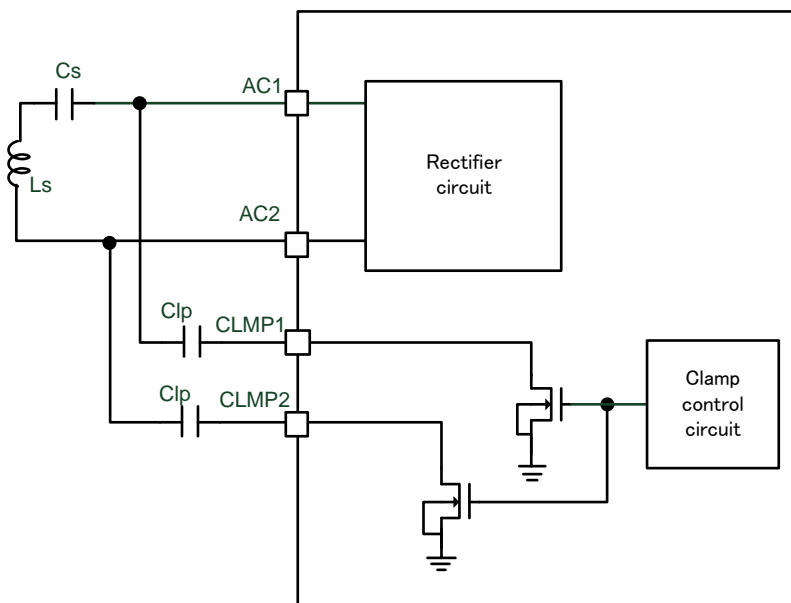 Cs
AC1
Rectifier
circuit
Ls
AC2
Clp
CLMP1
Clp
CLMP2
Clamp
control
circuit